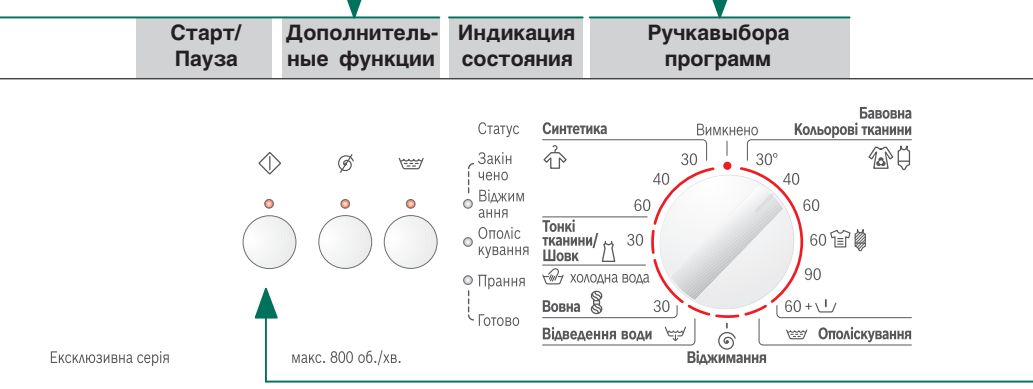 Старт/
Пауза
Дополнитель-
ные функции
Индикация
состояния
Ручкавыбора
программ
Статус
Закін
чено
Віджим
ання
Ополіс
кування
Прання
Готово
Синтетика
Вимкнено
Бавовна
Кольорові тканини
30
30°
40
40
60
60
Тонкі
тканини/
Шовк
30
60
холодна вода
90
Вовна
30
60 +
Відведення води
Віджимання
Ополіскування
Ексклюзивна серія
макс. 800 об./хв.